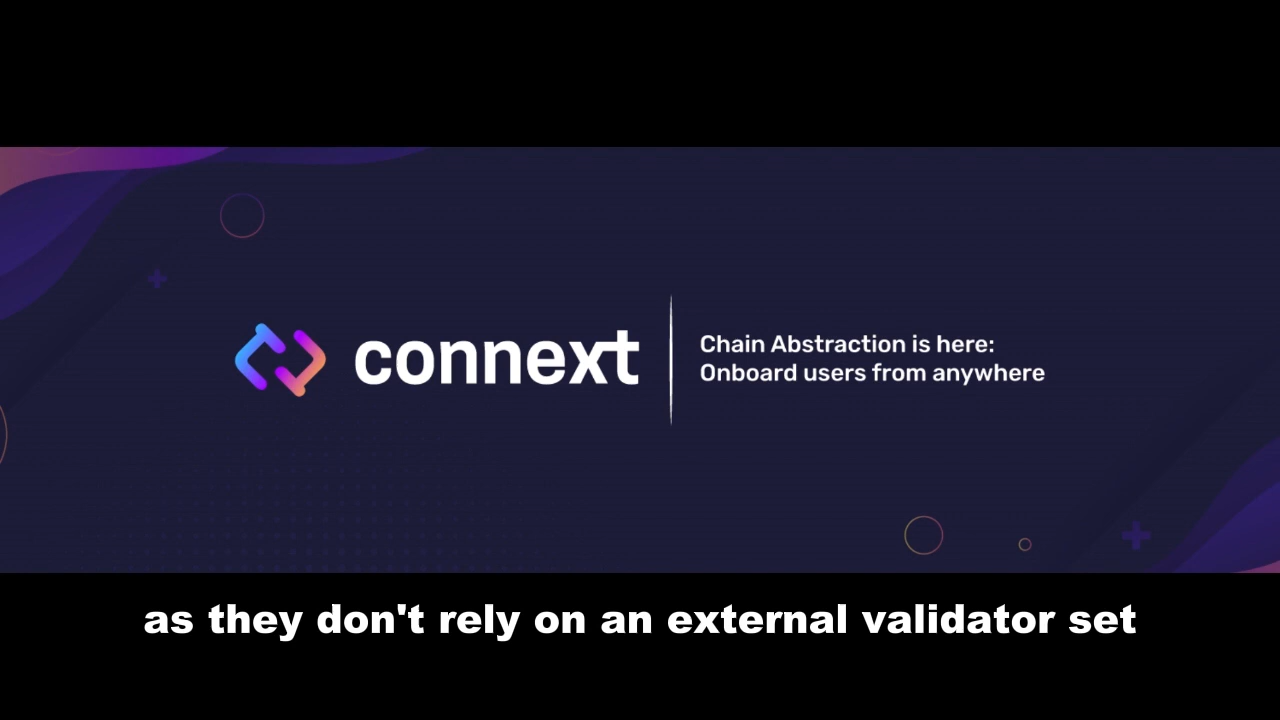 connext
Chain Abstraction is here:
Onboard users from anywhere
as they don't rely on an external validator set